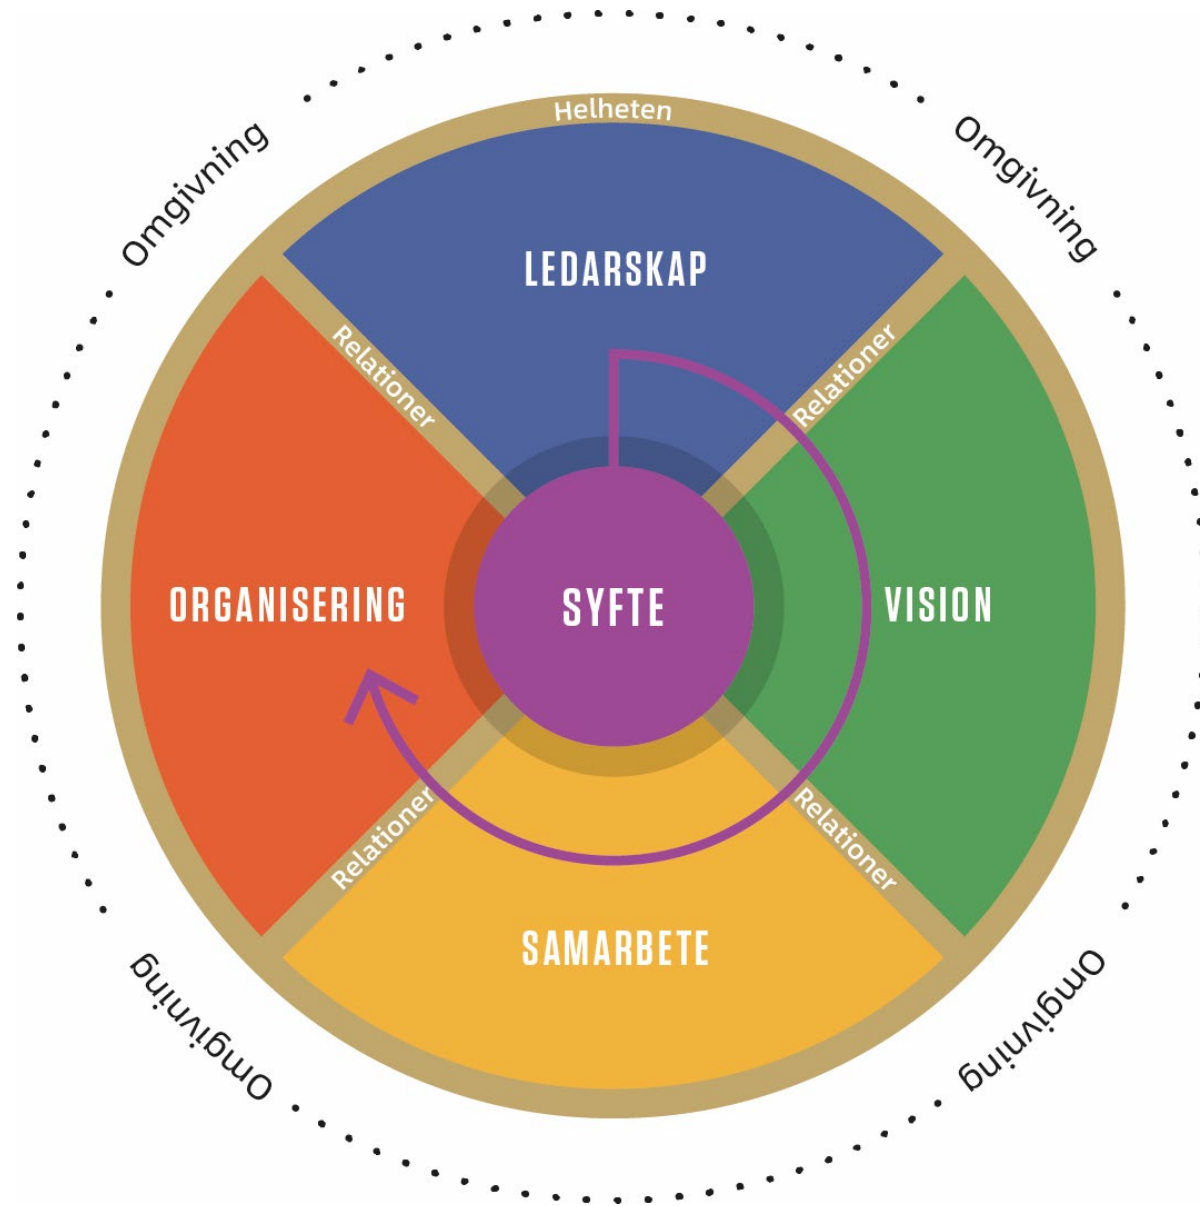 Omgivning
Omgivning
Helheten
LEDARSKAP
Relationer
Relationer
ORGANISERING
SYFTE
VISION
Relationer
Relationer
SAMARBETE
Omgivning
Omgivning